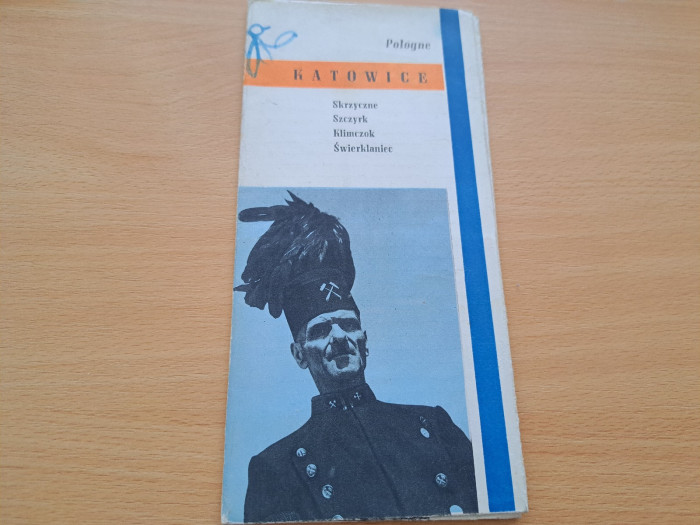 Pologne
KATOWICE
Skrzyczne
Szczyrk
Klimczok
Świerklaniec